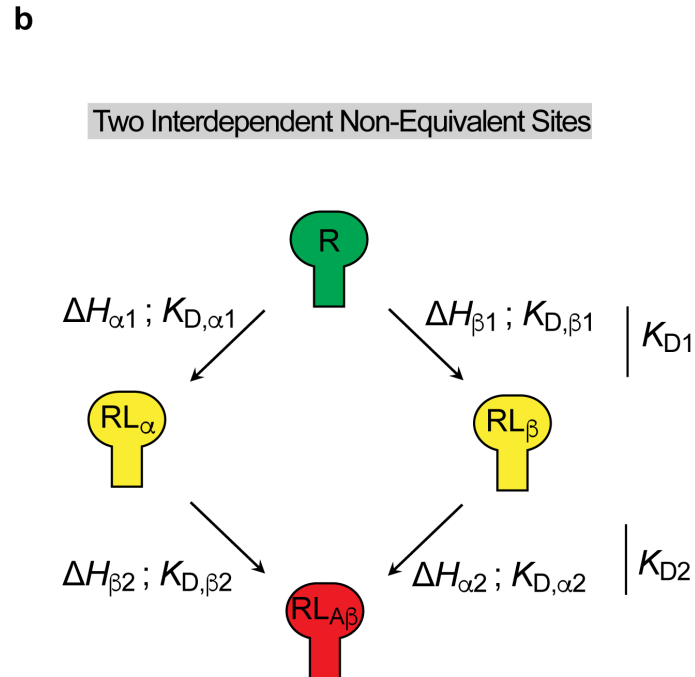 b
Two Interdependent Non-Equivalent Sites
R
ΔHα1 ; KD,α1
ΔHβ1 ; KD,β1
KD1
RLα
RLβ
ΔHβ2 ; KD,β2
ΔHα2 ; KD,α2
KD2
RLAβ